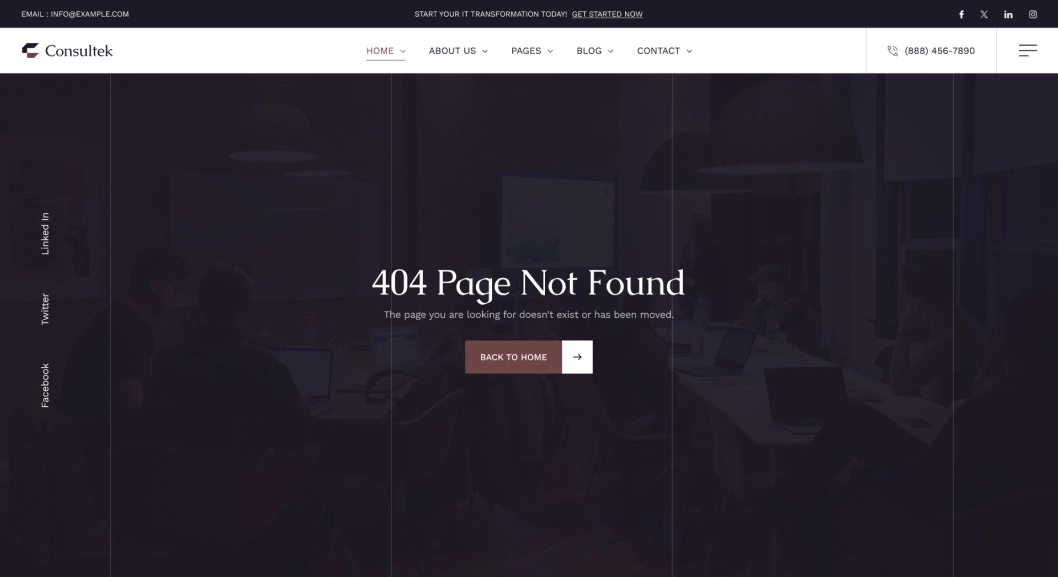 EMAIL : INFO@EXAMPLE.COM
START YOUR IT TRANSFORMATION TODAY! GET STARTED NOW
Consultek
HOME
ABOUT US
PAGES
BLOG
CONTACT
(888) 456-7890
Linked In
Twitter
Facebook
404 Page Not Found
The page you are looking for doesn't exist or has been moved.
BACK TO HOME